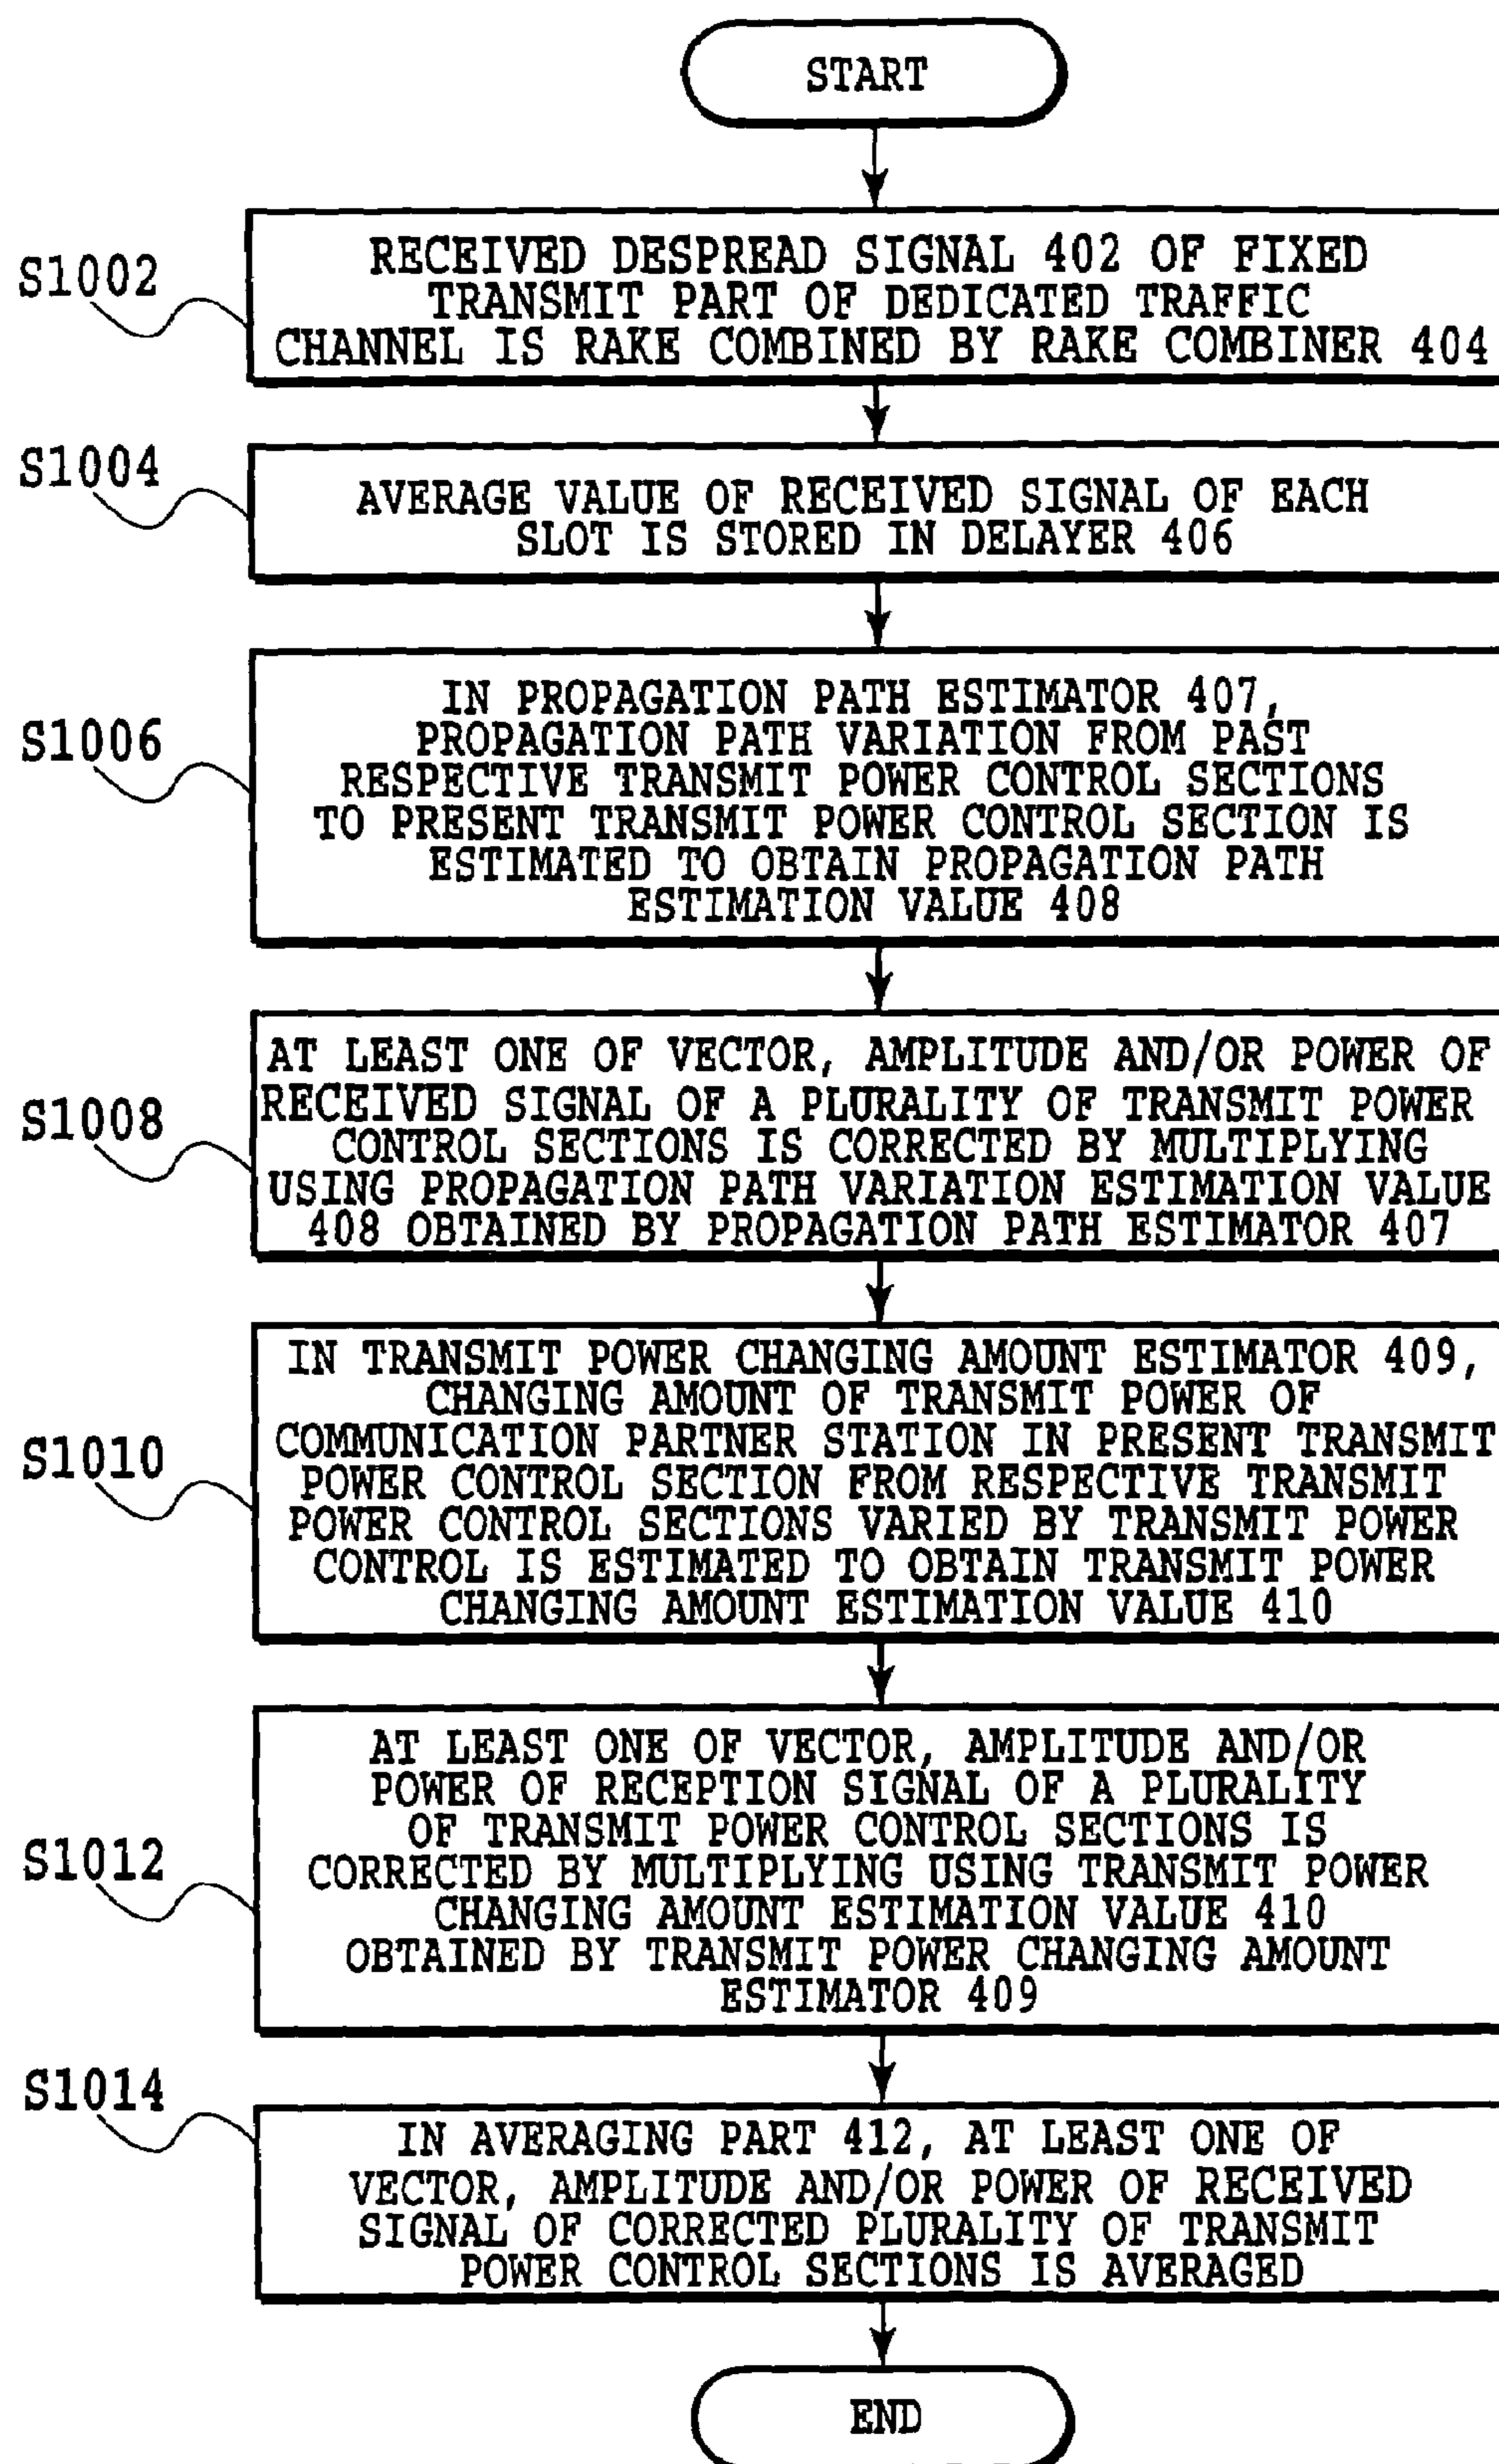 START
S1002
RECEIVED DESPREAD SIGNAL 402 OF FIXED
TRANSMIT PART OF DEDICATED TRAFFIC
CHANNEL IS RAKE COMBINED BY RAKE COMBINER 404
S1004
AVERAGE VALUE OF RECEIVED SIGNAL OF EACH
SLOT IS STORED IN DELAYER 406
S1006
IN PROPAGATION PATH ESTIMATOR 407,
PROPAGATION PATH VARIATION FROM PAST
RESPECTIVE TRANSMIT POWER CONTROL SECTIONS
TO PRESENT TRANSMIT POWER CONTROL SECTION IS
ESTIMATED TO OBTAIN PROPAGATION PATH
ESTIMATION VALUE 408
S1008
AT LEAST ONE OF VECTOR, AMPLITUDE AND/OR POWER OF
RECEIVED SIGNAL OF A PLURALITY OF TRANSMIT POWER
CONTROL SECTIONS IS CORRECTED BY MULTIPLYING
USING PROPAGATION PATH VARIATION ESTIMATION VALUE
408 OBTAINED BY PROPAGATION PATH ESTIMATOR 407
S1010
IN TRANSMIT POWER CHANGING AMOUNT ESTIMATOR 409,
CHANGING AMOUNT OF TRANSMIT POWER OF
COMMUNICATION PARTNER STATION IN PRESENT TRANSMIT
POWER CONTROL SECTION FROM RESPECTIVE TRANSMIT
POWER CONTROL SECTIONS VARIED BY TRANSMIT POWER
CONTROL IS ESTIMATED TO OBTAIN TRANSMIT POWER
CHANGING AMOUNT ESTIMATION VALUE 410
S1012
AT LEAST ONE OF VECTOR, AMPLITUDE AND/OR
POWER OF RECEPTION SIGNAL OF A PLURALITY
OF TRANSMIT POWER CONTROL SECTIONS IS
CORRECTED BY MULTIPLYING USING TRANSMIT POWER
CHANGING AMOUNT ESTIMATION VALUE 410
OBTAINED BY TRANSMIT POWER CHANGING AMOUNT
ESTIMATOR 409
S1014
IN AVERAGING PART 412, AT LEAST ONE OF
VECTOR, AMPLITUDE AND/OR POWER OF RECEIVED
SIGNAL OF CORRECTED PLURALITY OF TRANSMIT
POWER CONTROL SECTIONS IS AVERAGED
END